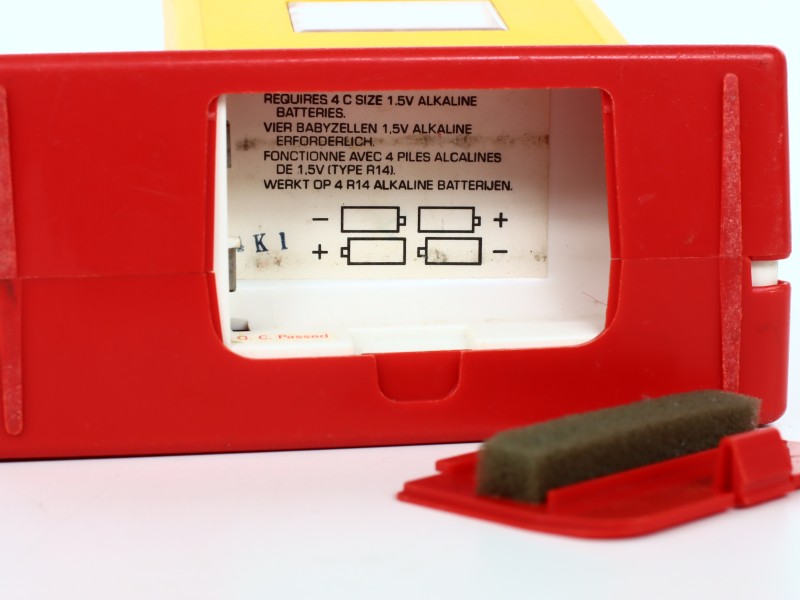 REQUIRES 4 C SIZE 1.5V ALKALINE
BATTERIES.
VIER BABYZELLEN 1,5V ALKALINE
ERFORDERLICH.
FONCTIONNE AVEC 4 PILES ALCALINES
DE 1,5V (TYPE R14).
WERKT OP 4 R14 ALKALINE BATTERIJEN.
− +
+ −
K1
C. Passed